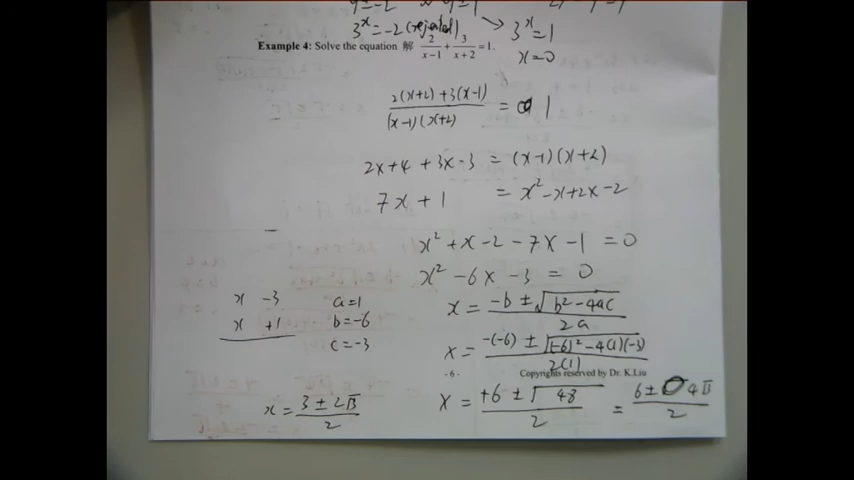 3^x = -2 (rejected) 3^x = 1
x = 0
Example 4: Solve the equation 解 2/(x-1) + 3/(x+2) = 1.
(2(x+2) + 3(x-1))/((x-1)(x+2)) = 1
2x + 4 + 3x - 3 = (x-1)(x+2)
7x + 1 = x² - x + 2x - 2
x² + x - 2 - 7x - 1 = 0
x² - 6x - 3 = 0
x -3
x +1
a = 1
b = -6
c = -3
x = (-b ± √(b² - 4ac))/(2a)
x = (-(-6) ± √((-6)² - 4(1)(-3)))/(2(1))
- 6 - Copyrights reserved by Dr. K.Liu
x = (+6 ± √48)/2 = (6 ± 4√3)/2
x = (3 ± 2√3)/2